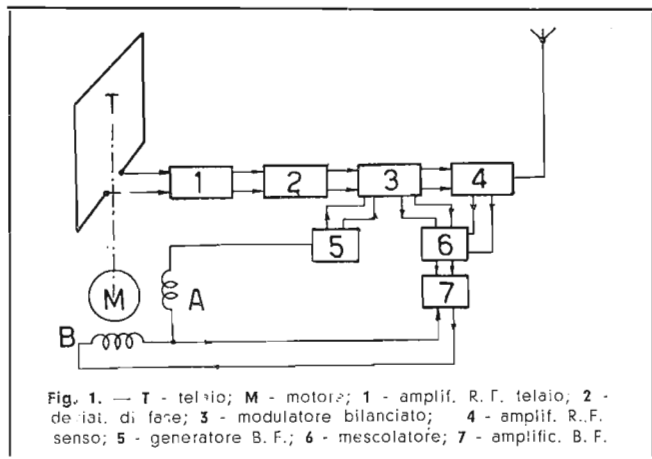 T
1 2 3 4
5 6
M A 7
B
Fig. 1. — T - telaio; M - motore; 1 - amplif. R. F. telaio; 2 -
di fase; 3 - modulatore bilanciato; 4 - amplif. R.F.
senso; 5 - generatore B. F.; 6 - mescolatore; 7 - amplific. B. F.